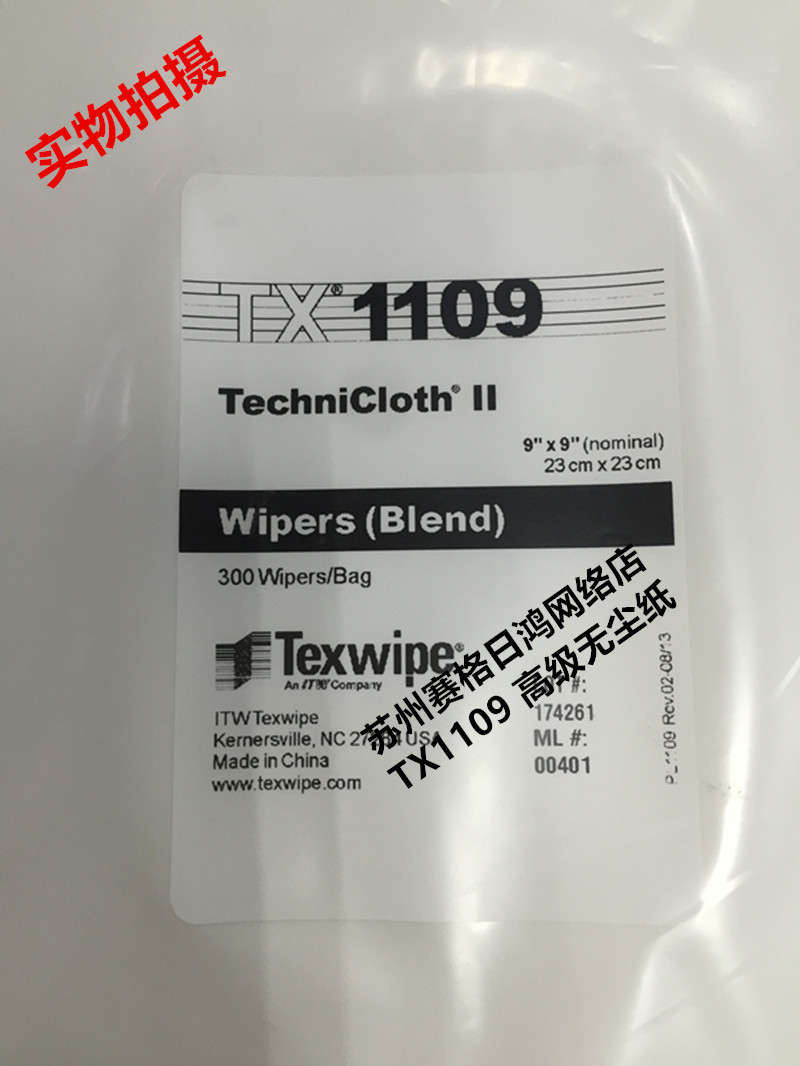 实物拍摄
TX® 1109
TechniCloth® II
9" x 9" (nominal)
23 cm x 23 cm
Wipers (Blend)
300 Wipers/Bag
Texwipe®
An ITW Company
ITW Texwipe
Kernersville, NC USA
Made in China
www.texwipe.com
#:
174261
ML #:
00401
苏州赛格日鸿网络店
TX1109 高级无尘纸
09 Rev.02-08/13